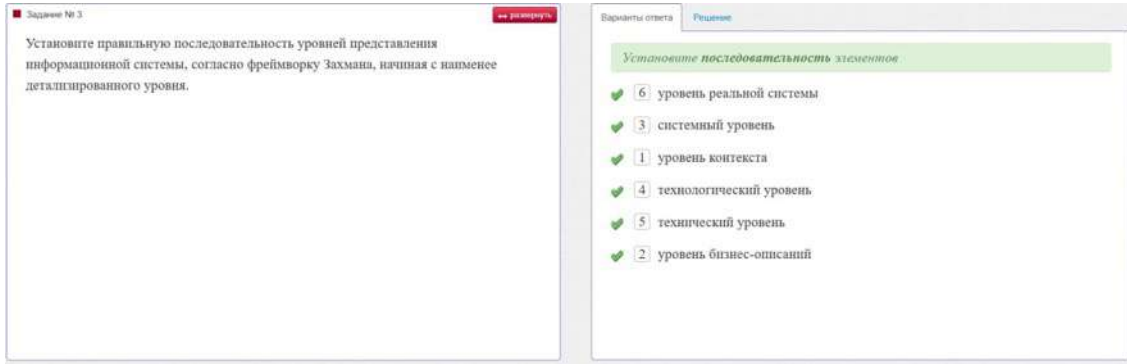 Задание № 3
развернуть
Установите правильную последовательность уровней представления
информационной системы, согласно фреймворку Захмана, начиная с наименее
детализированного уровня.
Варианты ответа
Решение
Установите последовательность элементов
6 уровень реальной системы
3 системный уровень
1 уровень контекста
4 технологический уровень
5 технический уровень
2 уровень бизнес-описаний